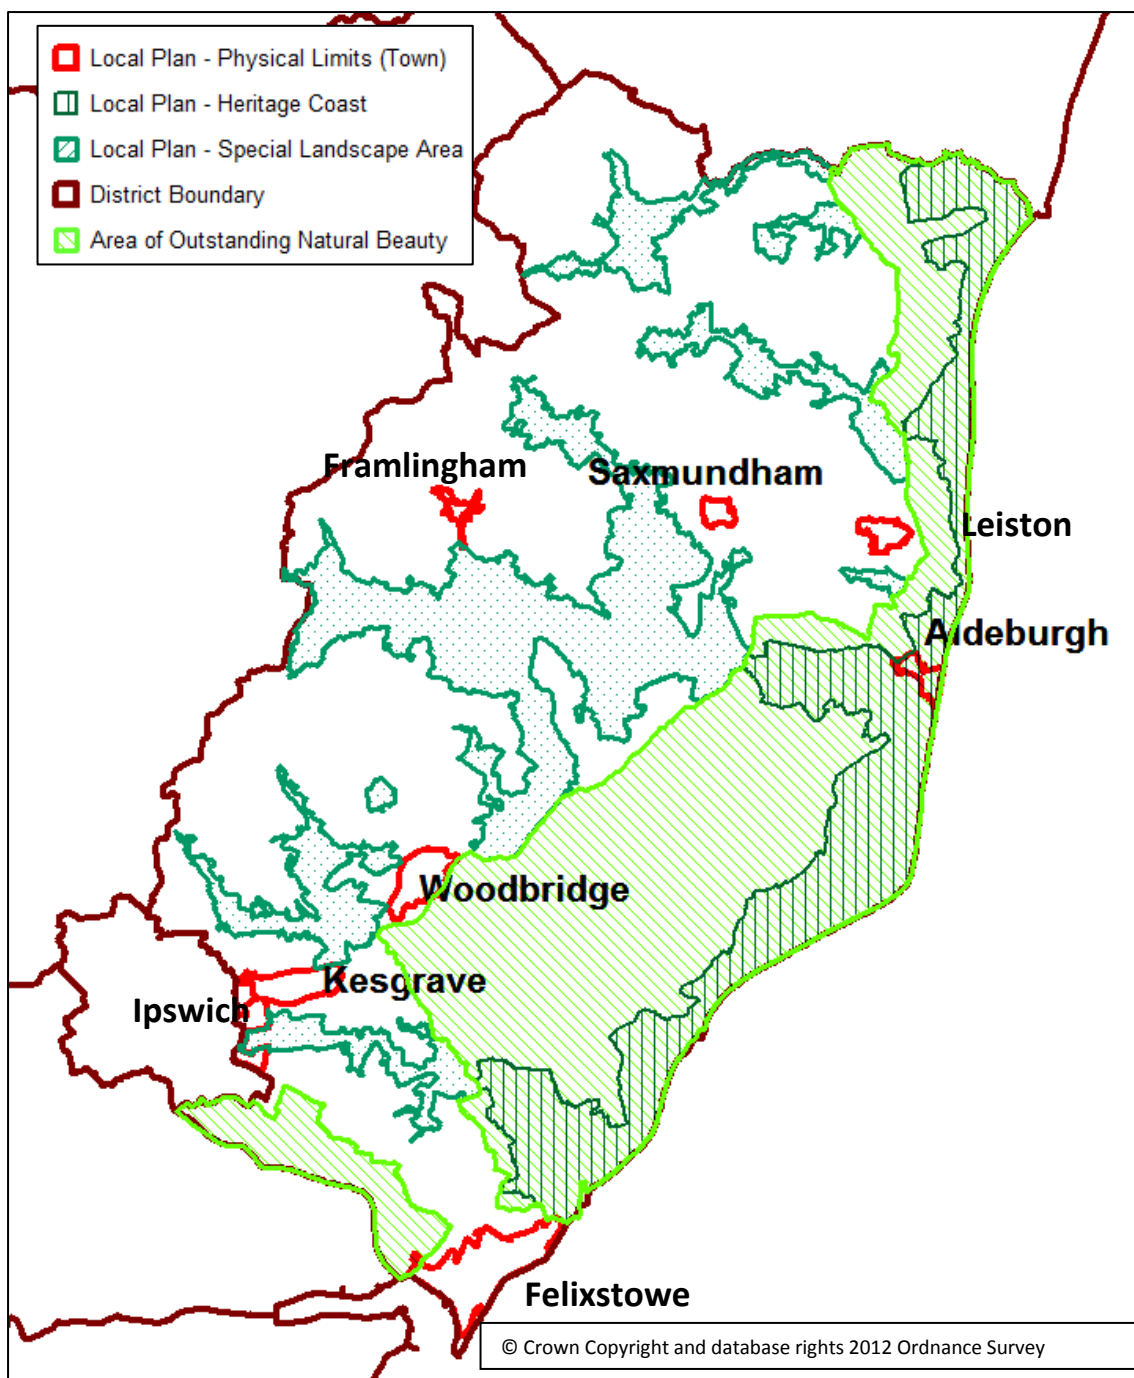 Local Plan - Physical Limits (Town)
Local Plan - Heritage Coast
Local Plan - Special Landscape Area
District Boundary
Area of Outstanding Natural Beauty
Framlingham
Saxmundham
Leiston
Aldeburgh
Woodbridge
Kesgrave
Ipswich
Felixstowe
© Crown Copyright and database rights 2012 Ordnance Survey